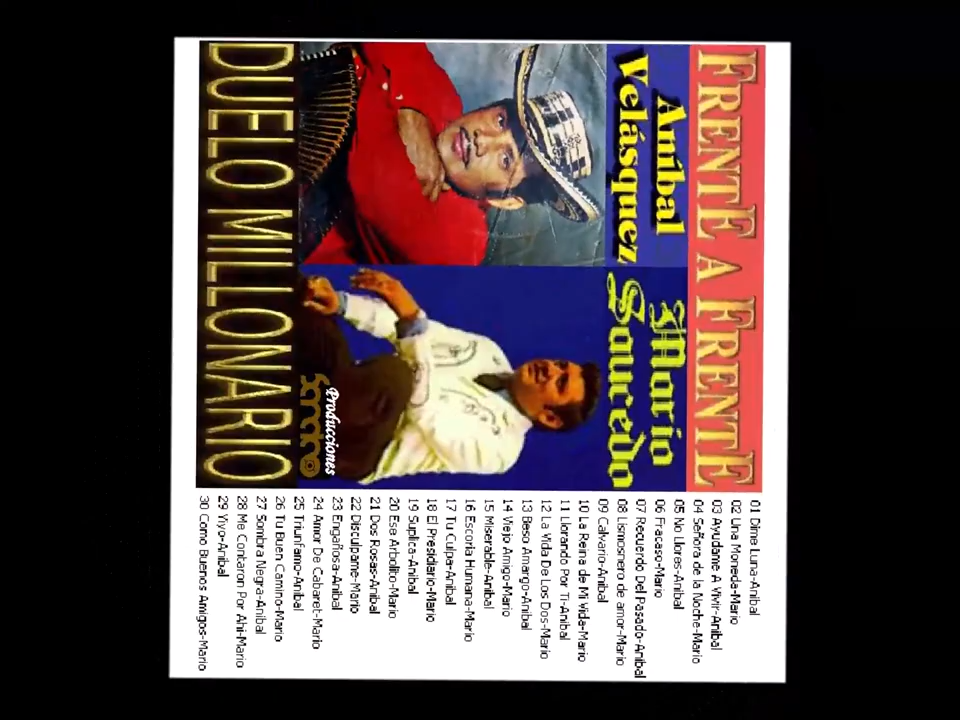 FRENTE A FRENTE
Aníbal
Velásquez
Mario
Saucedo
Producciones
DUELO MILLONARIO
01 Dime Luna-Anibal
02 Una Moneda-Mario
03 Ayudame A Vivir-Anibal
04 Señora de la Noche-Mario
05 No Llores-Anibal
06 Fracaso-Mario
07 Recuerdo Del Pasado-Anibal
08 Lismosnero de amor-Mario
09 Calvario-Anibal
10 La Reina de Mi Vida-Mario
11 Llorando Por Ti-Anibal
12 La Vida De Los Dos-Mario
13 Beso Amargo-Anibal
14 Viejo Amigo-Mario
15 Miserable-Anibal
16 Escoria Humana-Mario
17 Tu Culpa-Anibal
18 El Presidiario-Mario
19 Suplica-Anibal
20 Ese Arbolito-Mario
21 Dos Rosas-Anibal
22 Disculpame-Mario
23 Engañosa-Anibal
24 Amor De Cabaret-Mario
25 Triunfamo-Anibal
26 Tu Buen Camino-Mario
27 Sombra Negra-Anibal
28 Me Contaron Por Ahi-Mario
29 Yiyo-Anibal
30 Como Buenos Amigos-Mario